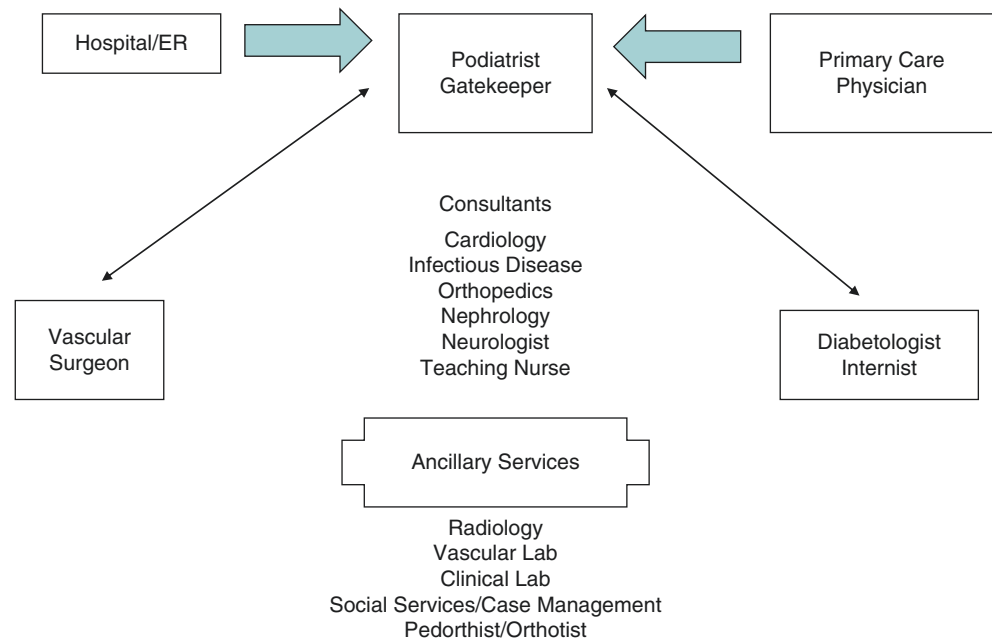 Hospital/ER
Podiatrist
Gatekeeper
Primary Care
Physician
Consultants
Cardiology
Infectious Disease
Orthopedics
Nephrology
Neurologist
Teaching Nurse
Vascular
Surgeon
Diabetologist
Internist
Ancillary Services
Radiology
Vascular Lab
Clinical Lab
Social Services/Case Management
Pedorthist/Orthotist